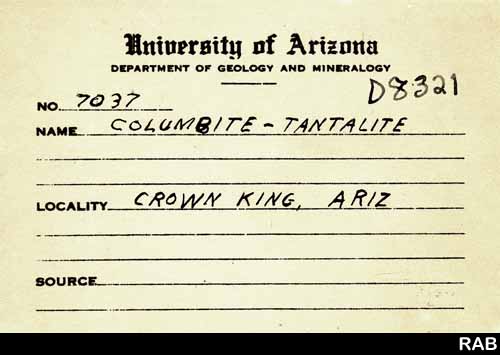 University of Arizona
DEPARTMENT OF GEOLOGY AND MINERALOGY
D8321
NO. 7037
NAME COLUMBITE - TANTALITE
LOCALITY CROWN KING, ARIZ
SOURCE
RAB